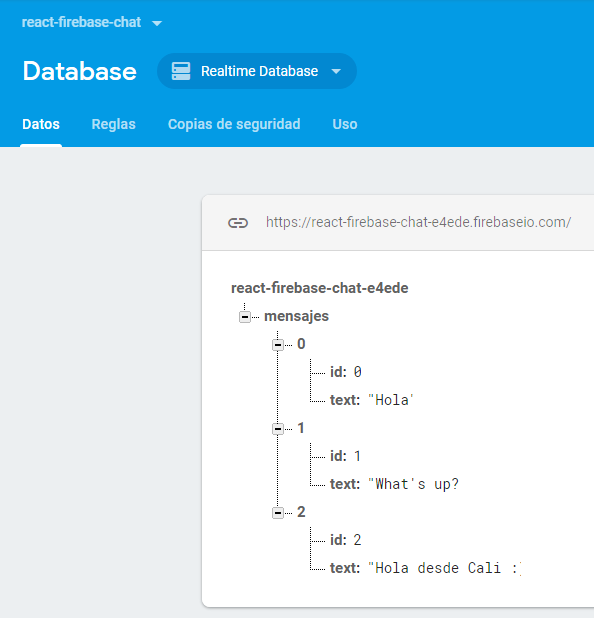 react-firebase-chat
Database Realtime Database
Datos Reglas Copias de seguridad Uso
https://react-firebase-chat-e4ede.firebaseio.com/
react-firebase-chat-e4ede
mensajes
0
id: 0
text: "Hola'
1
id: 1
text: "What's up?
2
id: 2
text: "Hola desde Cali :